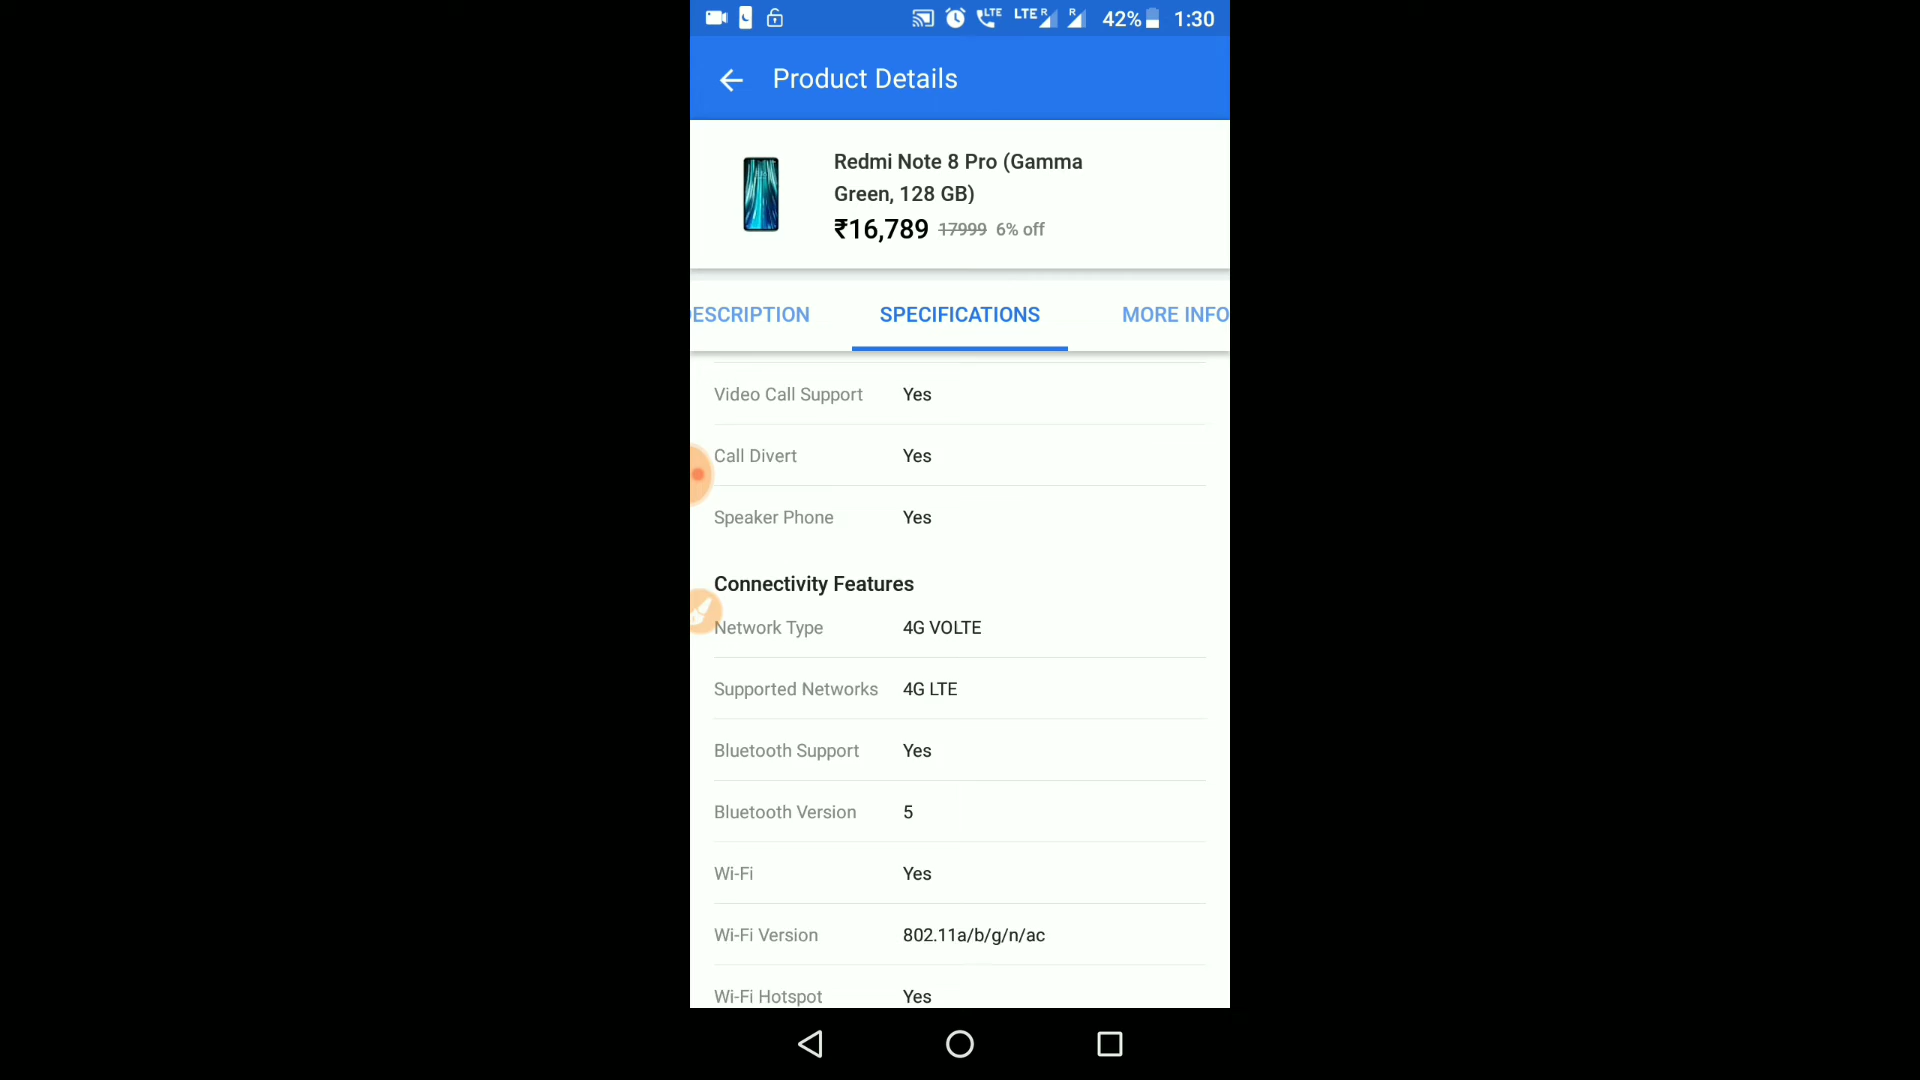 LTE LTE R R 42% 1:30
Product Details
Redmi Note 8 Pro (Gamma
Green, 128 GB)
₹16,789 17999 6% off
ESCRIPTION SPECIFICATIONS MORE INFO
Video Call Support Yes
Call Divert Yes
Speaker Phone Yes
Connectivity Features
Network Type 4G VOLTE
Supported Networks 4G LTE
Bluetooth Support Yes
Bluetooth Version 5
Wi-Fi Yes
Wi-Fi Version 802.11a/b/g/n/ac
Wi-Fi Hotspot Yes